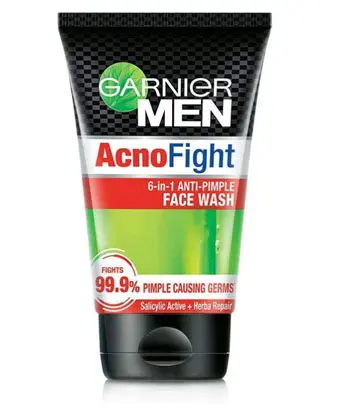 GARNIER
MEN
AcnoFight
6-in-1 ANTI-PIMPLE
FACE WASH
FIGHTS
99.9% PIMPLE CAUSING GERMS
Salicylic Active + Herba Repair